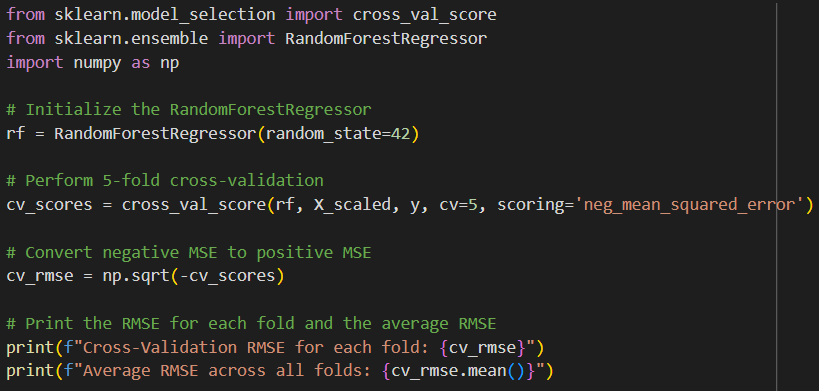 from sklearn.model_selection import cross_val_score
from sklearn.ensemble import RandomForestRegressor
import numpy as np
# Initialize the RandomForestRegressor
rf = RandomForestRegressor(random_state=42)
# Perform 5-fold cross-validation
cv_scores = cross_val_score(rf, X_scaled, y, cv=5, scoring='neg_mean_squared_error')
# Convert negative MSE to positive MSE
cv_rmse = np.sqrt(-cv_scores)
# Print the RMSE for each fold and the average RMSE
print(f"Cross-Validation RMSE for each fold: {cv_rmse}")
print(f"Average RMSE across all folds: {cv_rmse.mean()}")